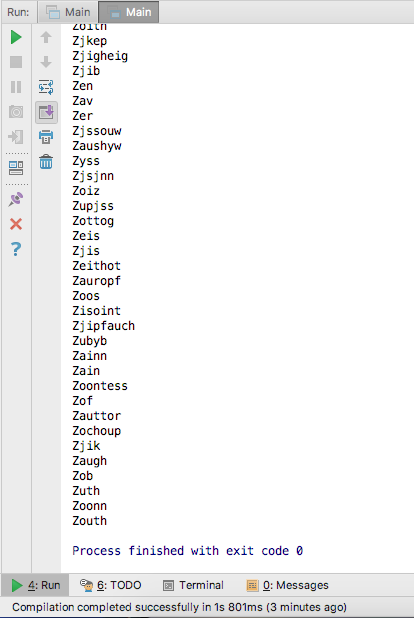 Run: Main Main
Zoith
Zjkep
Zjigheig
Zjib
Zen
Zav
Zer
Zjssouw
Zaushyw
Zyss
Zjsjnn
Zoiz
Zupjss
Zottog
Zeis
Zjis
Zeithot
Zauropf
Zoos
Zisoint
Zjipfauch
Zubyb
Zainn
Zain
Zoontess
Zof
Zauttor
Zochoup
Zjik
Zaugh
Zob
Zuth
Zoonn
Zouth
Process finished with exit code 0
4: Run 6: TODO Terminal 0: Messages
Compilation completed successfully in 1s 801ms (3 minutes ago)